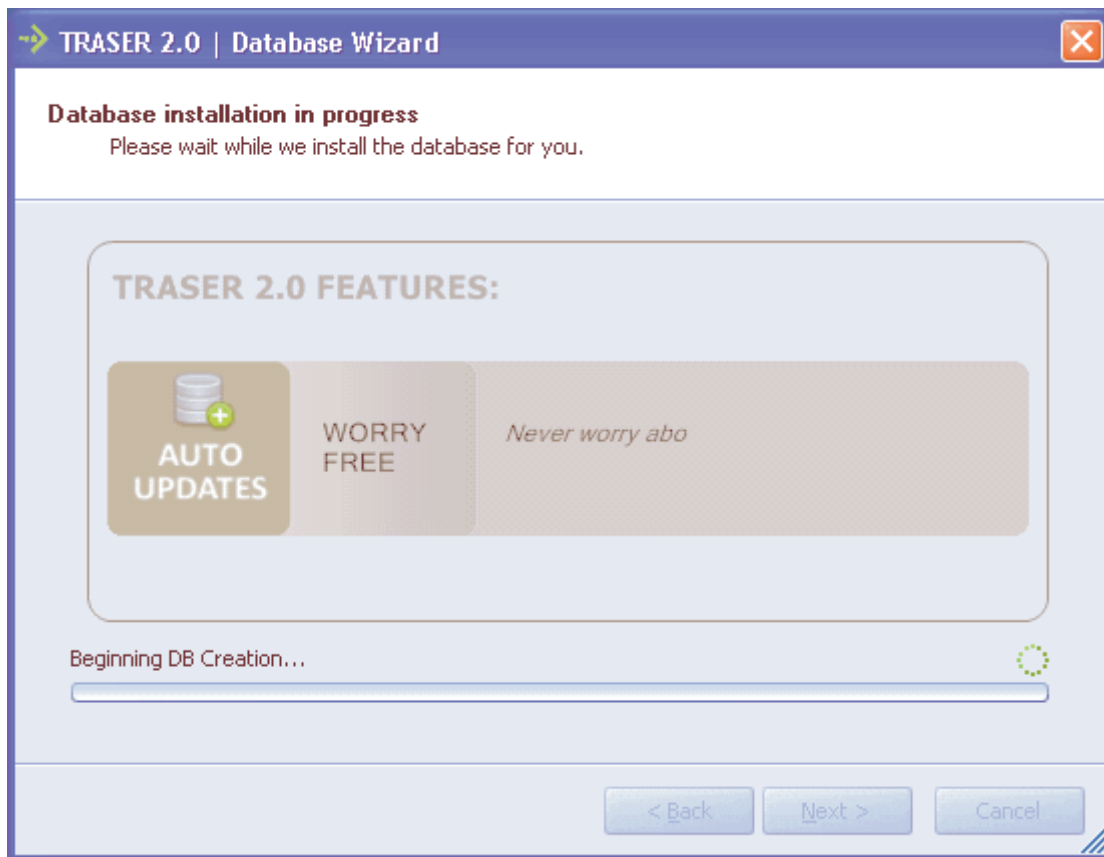 TRASER 2.0 | Database Wizard
Database installation in progress
Please wait while we install the database for you.
TRASER 2.0 FEATURES:
AUTO
UPDATES
WORRY
FREE
Never worry abo
Beginning DB Creation...
< Back
Next >
Cancel